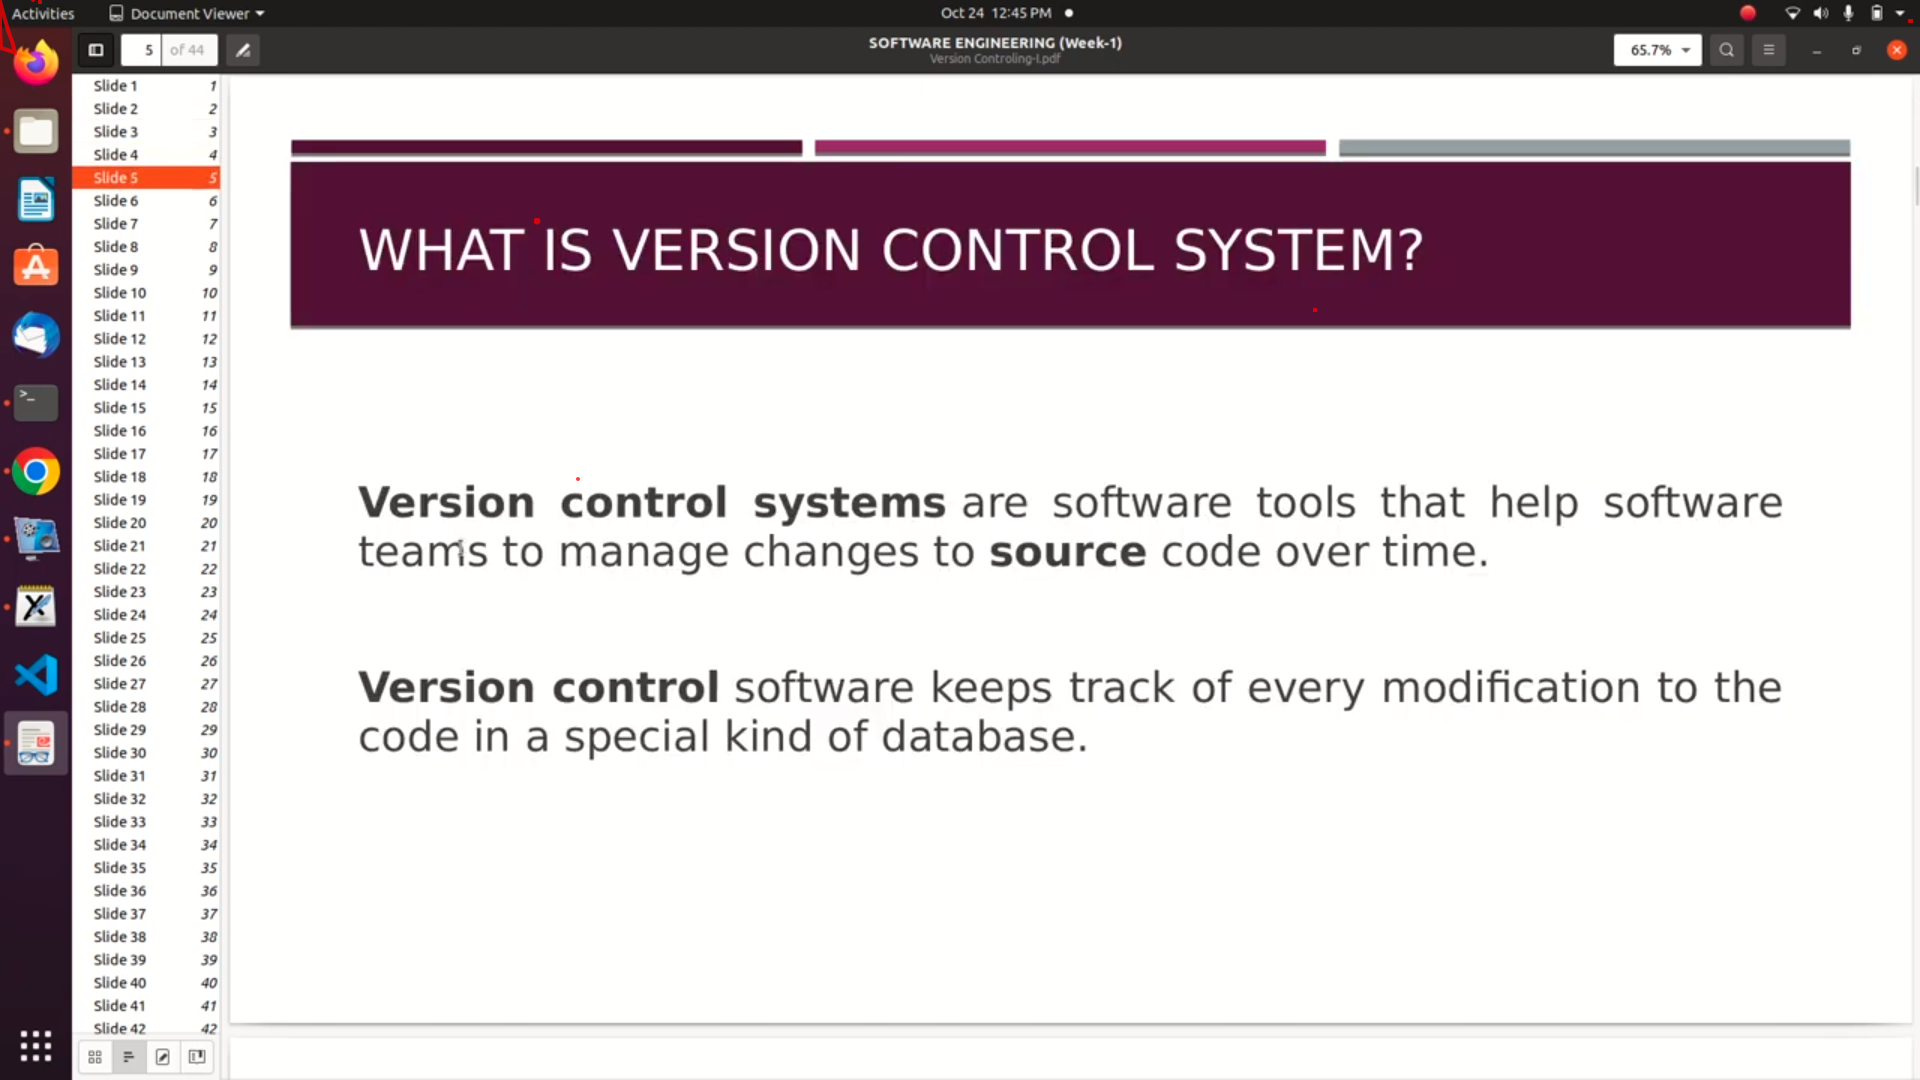 Activities Document Viewer Oct 24 12:45 PM
5 of 44 SOFTWARE ENGINEERING (Week-1) 65.7%
Version Controling-I.pdf
Slide 1 1
Slide 2 2
Slide 3 3
Slide 4 4
Slide 5 5
Slide 6 6
Slide 7 7
Slide 8 8
Slide 9 9
Slide 10 10
Slide 11 11
Slide 12 12
Slide 13 13
Slide 14 14
Slide 15 15
Slide 16 16
Slide 17 17
Slide 18 18
Slide 19 19
Slide 20 20
Slide 21 21
Slide 22 22
Slide 23 23
Slide 24 24
Slide 25 25
Slide 26 26
Slide 27 27
Slide 28 28
Slide 29 29
Slide 30 30
Slide 31 31
Slide 32 32
Slide 33 33
Slide 34 34
Slide 35 35
Slide 36 36
Slide 37 37
Slide 38 38
Slide 39 39
Slide 40 40
Slide 41 41
Slide 42 42
WHAT IS VERSION CONTROL SYSTEM?
Version control systems are software tools that help software
teams to manage changes to source code over time.
Version control software keeps track of every modification to the
code in a special kind of database.